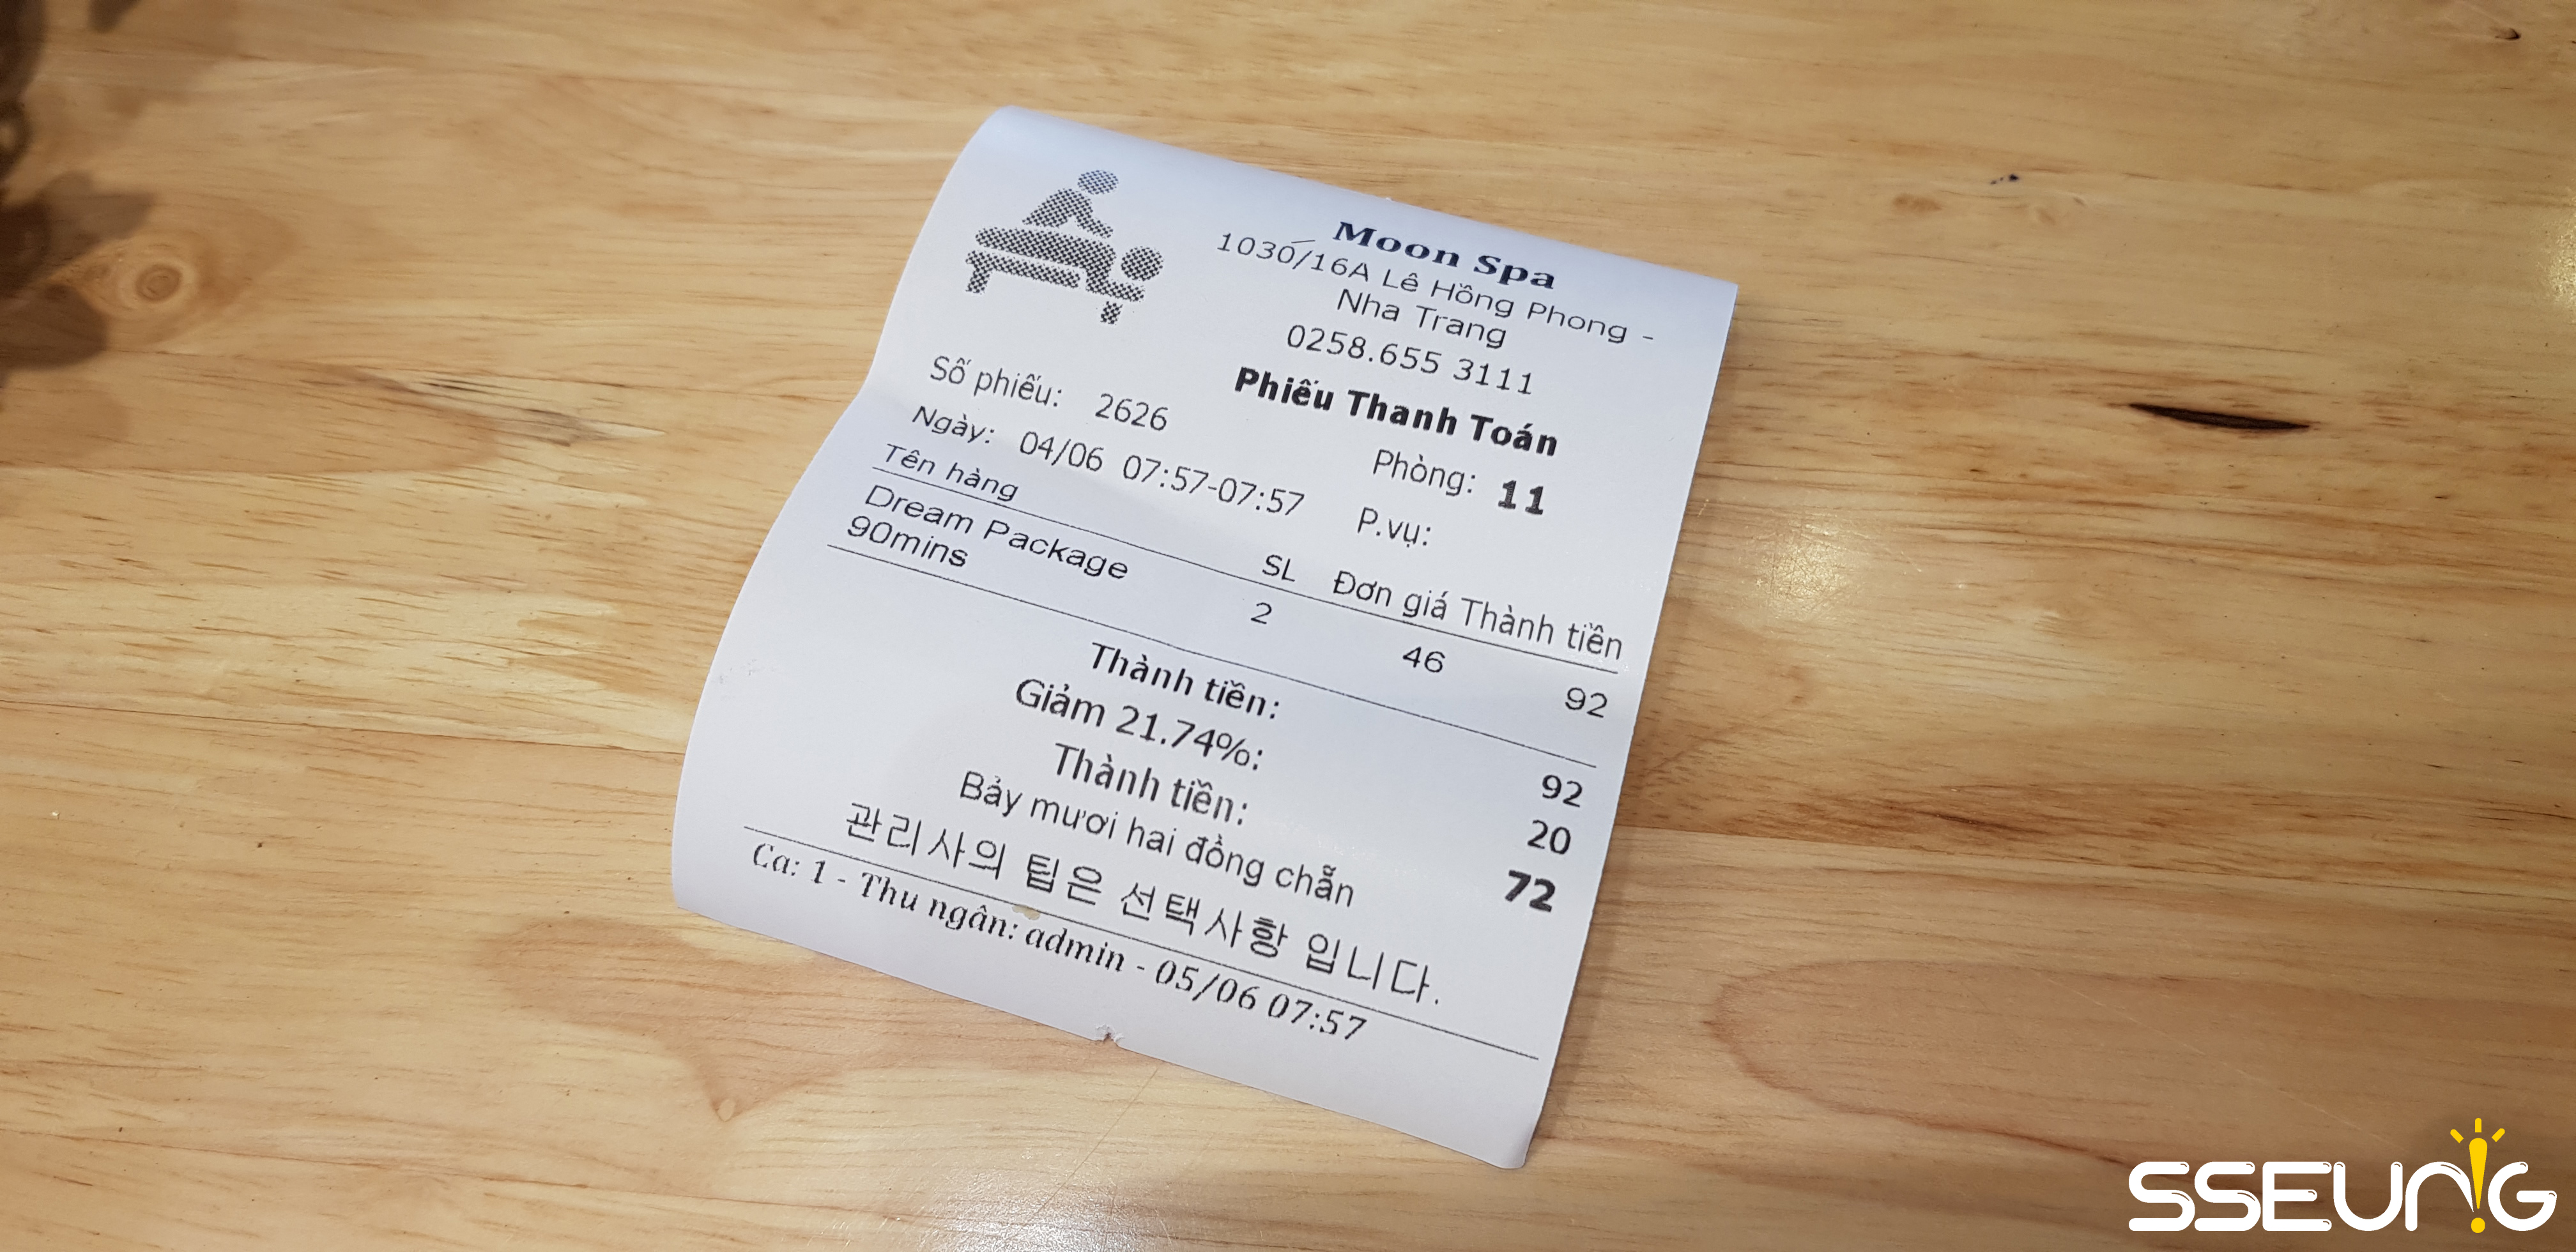 Moon Spa
1030/16A Lê Hồng Phong -
Nha Trang
0258.655 3111
Phiếu Thanh Toán
Số phiếu: 2626 Phòng: 11
Ngày: 04/06 07:57-07:57 P.vụ:
Tên hàng SL Đơn giá Thành tiền
Dream Package 2 46 92
90mins
Thành tiền: 92
Giảm 21.74%: 20
Thành tiền: 72
Bảy mươi hai đồng chẵn
관리사의 팁은 선택사항 입니다.
Ca: 1 - Thu ngân: admin - 05/06 07:57
SSEUNG